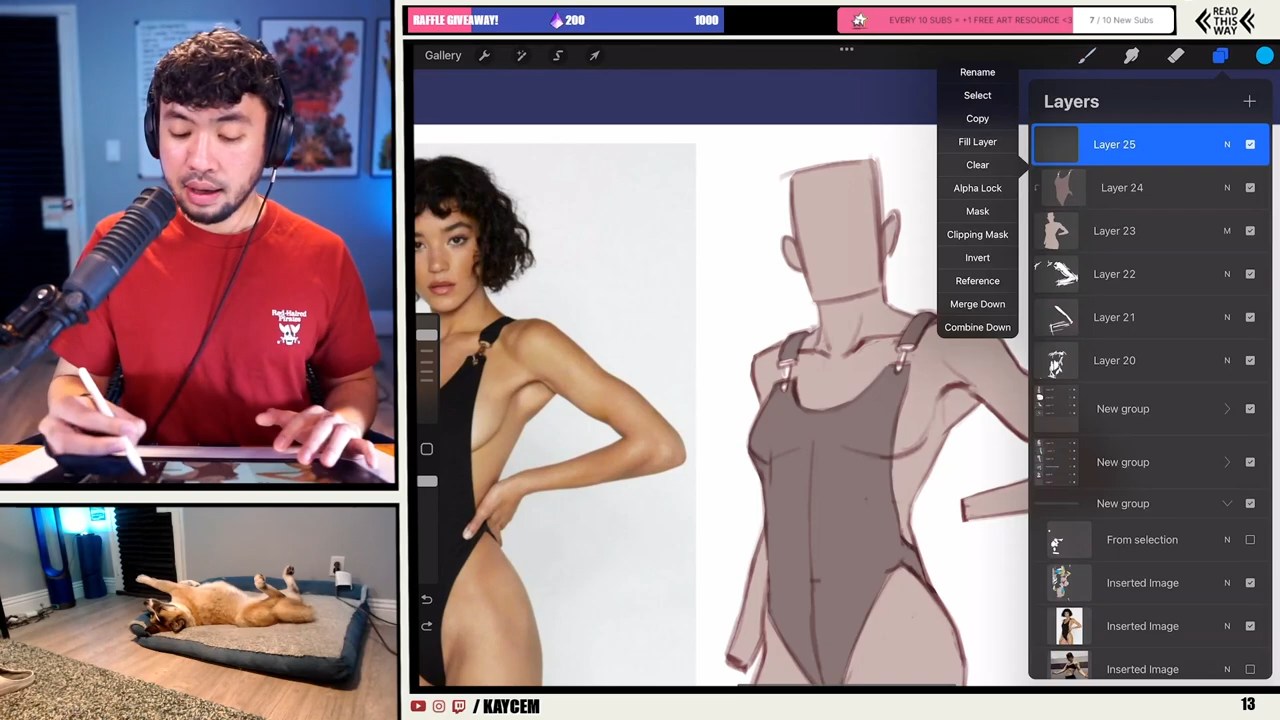 RAFFLE GIVEAWAY!
200
1000
EVERY 10 SUBS = +1 FREE ART RESOURCE <3
7 / 10 New Subs
READ
THIS
WAY
Gallery
Rename
Select
Copy
Fill Layer
Clear
Alpha Lock
Mask
Clipping Mask
Invert
Reference
Merge Down
Combine Down
Layers
Layer 25
N
Layer 24
N
Layer 23
M
Layer 22
N
Layer 21
N
Layer 20
N
New group
New group
New group
From selection
N
Inserted Image
N
Inserted Image
N
Inserted Image
N
Red-Haired
Pirates
/ KAYCEM
13